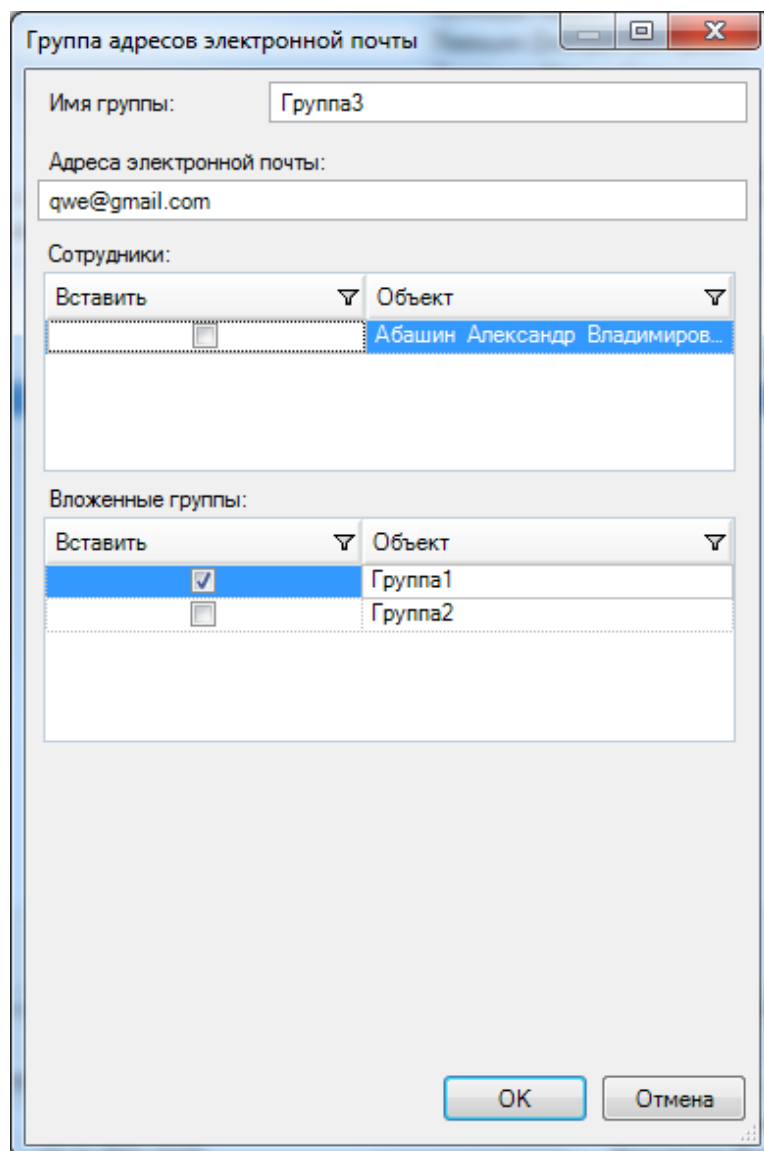 Группа адресов электронной почты
Имя группы: Группа3
Адреса электронной почты:
qwe@gmail.com
Сотрудники:
Вставить Объект
Абашин Александр Владимиров...
Вложенные группы:
Вставить Объект
Группа1
Группа2
OK Отмена